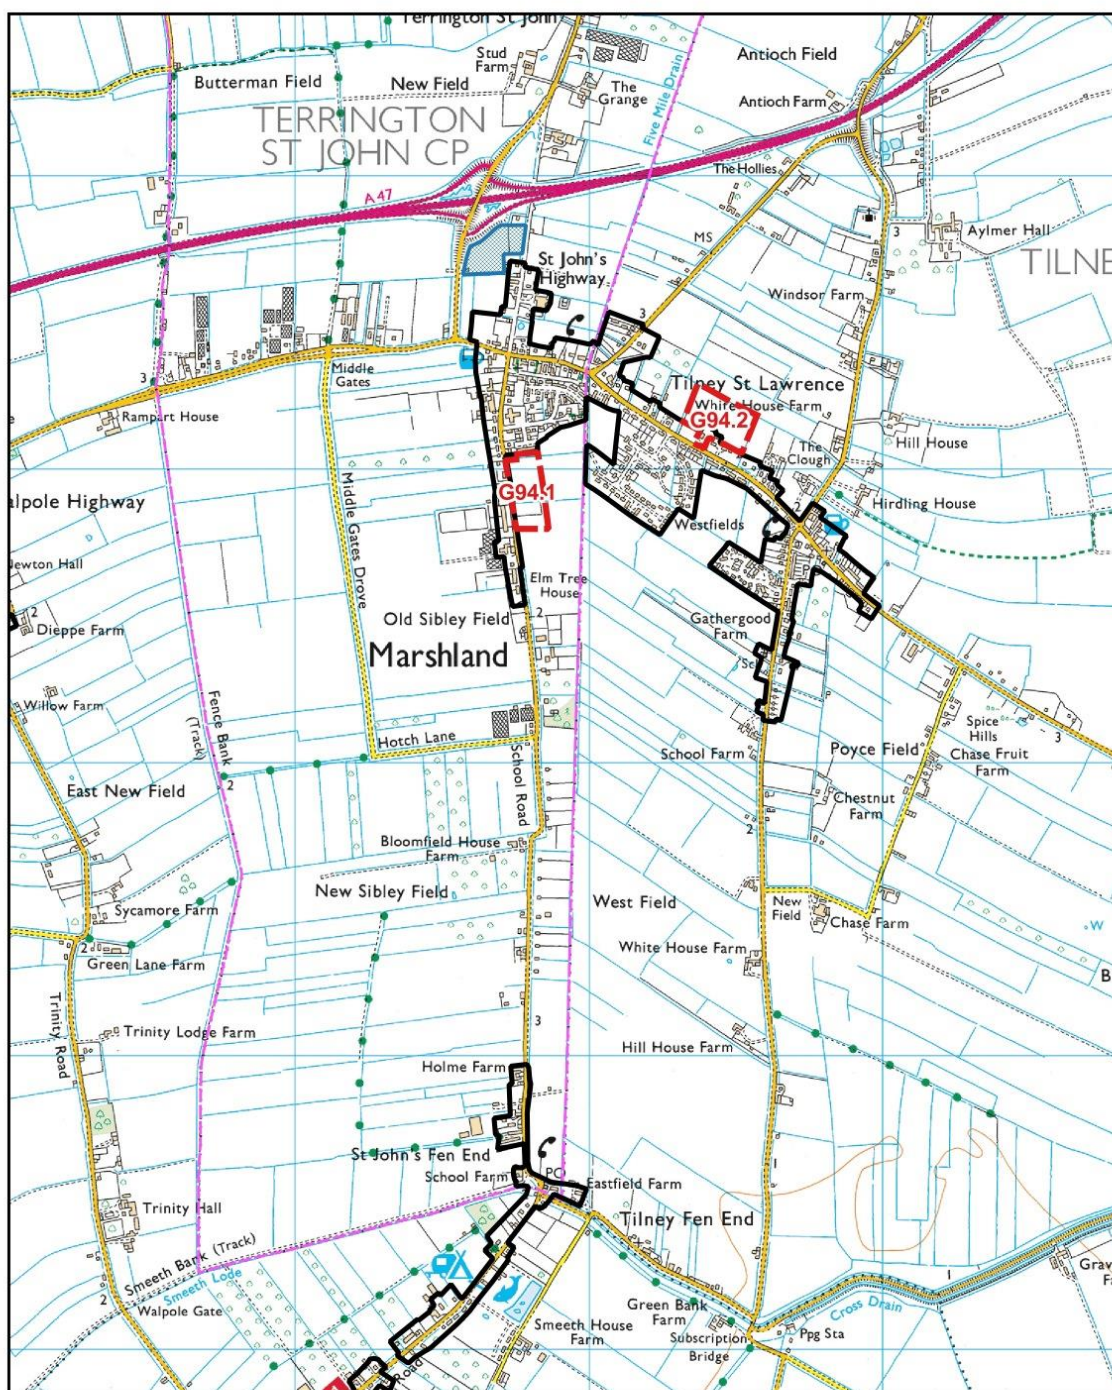 Terrington St John
Stud
Farm
Butterman Field
New Field
The
Grange
Five Mile Drain
Antioch Field
Antioch Farm
TERRINGTON
ST JOHN CP
The Hollies
A 47
MS
3
Aylmer Hall
TILNE
St John's
Highway
Windsor Farm
3
Middle
Gates
3
Rampart House
Tilney St Lawrence
White House Farm
G94.2
The
Clough
Hill House
G94.1
Hirdling House
alpole Highway
Middle Gates Drove
Westfields
Newton Hall
2
Dieppe Farm
Elm Tree
House
2
Old Sibley Field
Gathergood
Farm
Sch
Marshland
Willow Farm
Fence Bank
(Track)
Hotch Lane
School Road
School Farm
Poyce Field
Spice
Hills
3
Chase Fruit
Farm
2
East New Field
Chestnut
Farm
2
Bloomfield House
Farm
New Sibley Field
West Field
New
Field
Chase Farm
Sycamore Farm
2
Green Lane Farm
White House Farm
W
B
Trinity Road
Trinity Lodge Farm
3
Hill House Farm
Holme Farm
St John's Fen End
School Farm
PO
Eastfield Farm
1
Trinity Hall
Tilney Fen End
Smeeth Bank (Track)
Smeeth Lode
2
Walpole Gate
Smeeth House
Farm
Green Bank
Farm
Subscription
Bridge
Ppg Sta
Cross Drain
1
Grav
Road